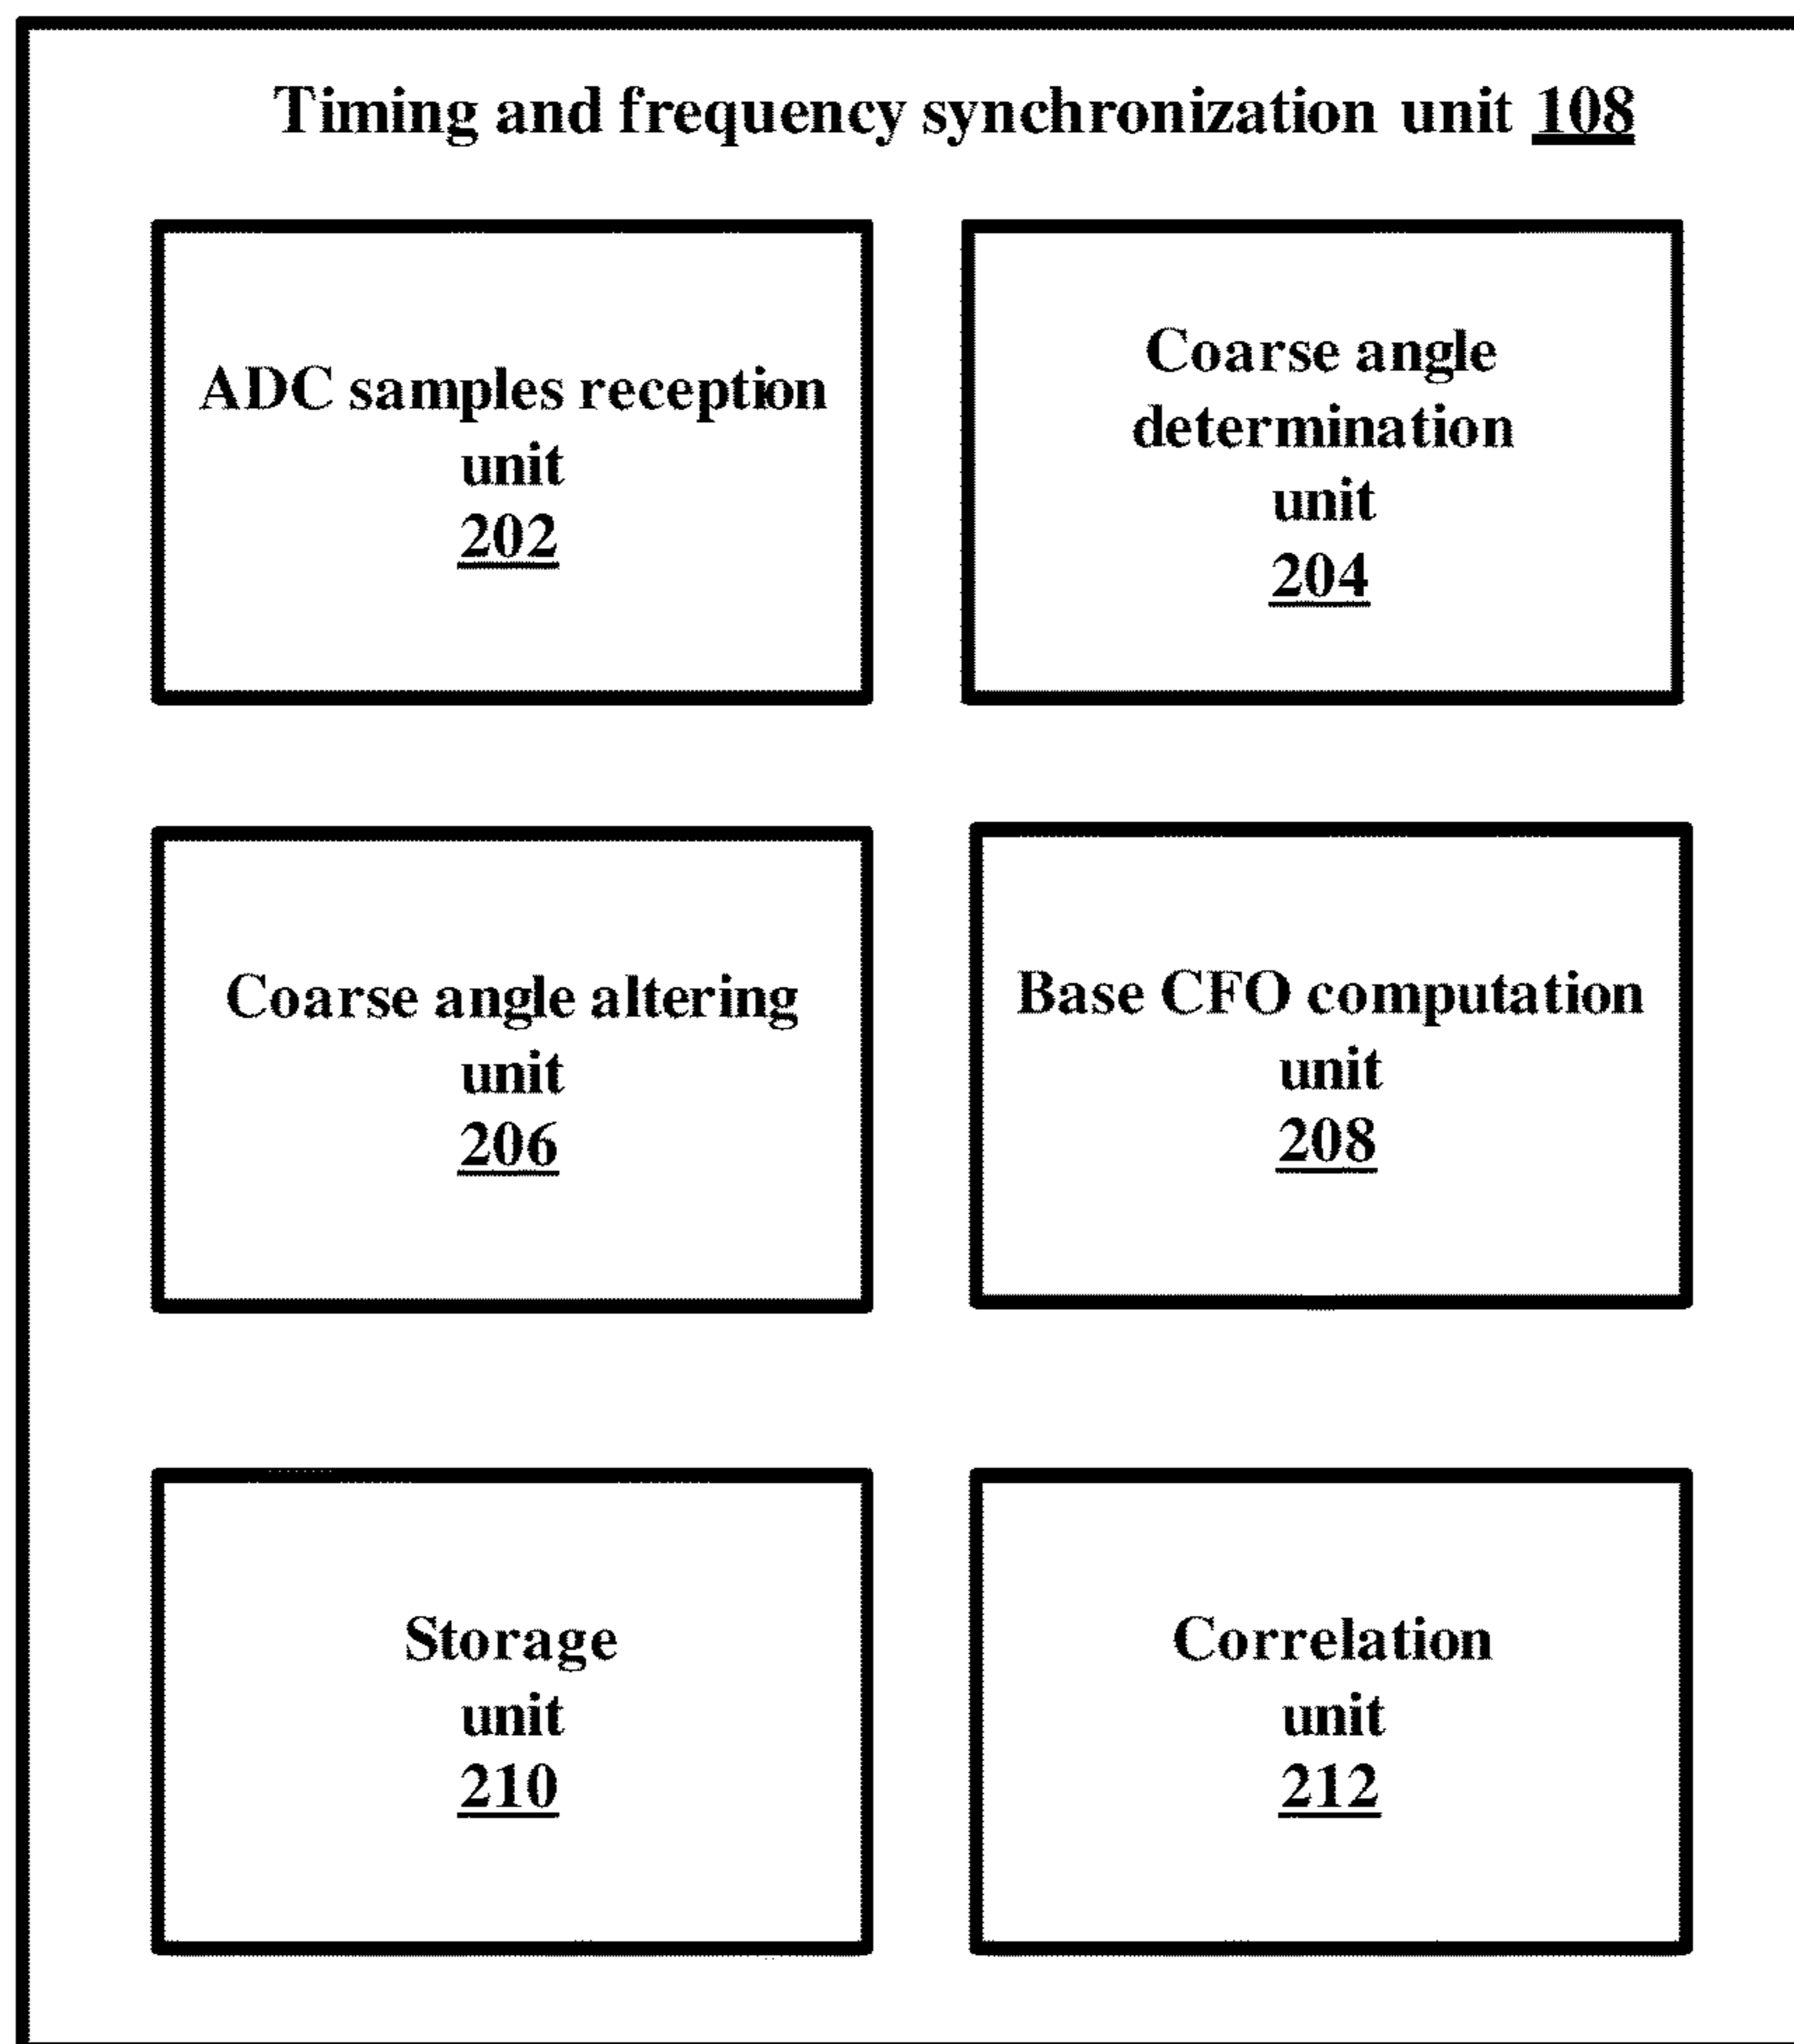 Timing and frequency synchronization unit 108
ADC samples reception
unit
202
Coarse angle
determination
unit
204
Coarse angle altering
unit
206
Base CFO computation
unit
208
Storage
unit
210
Correlation
unit
212